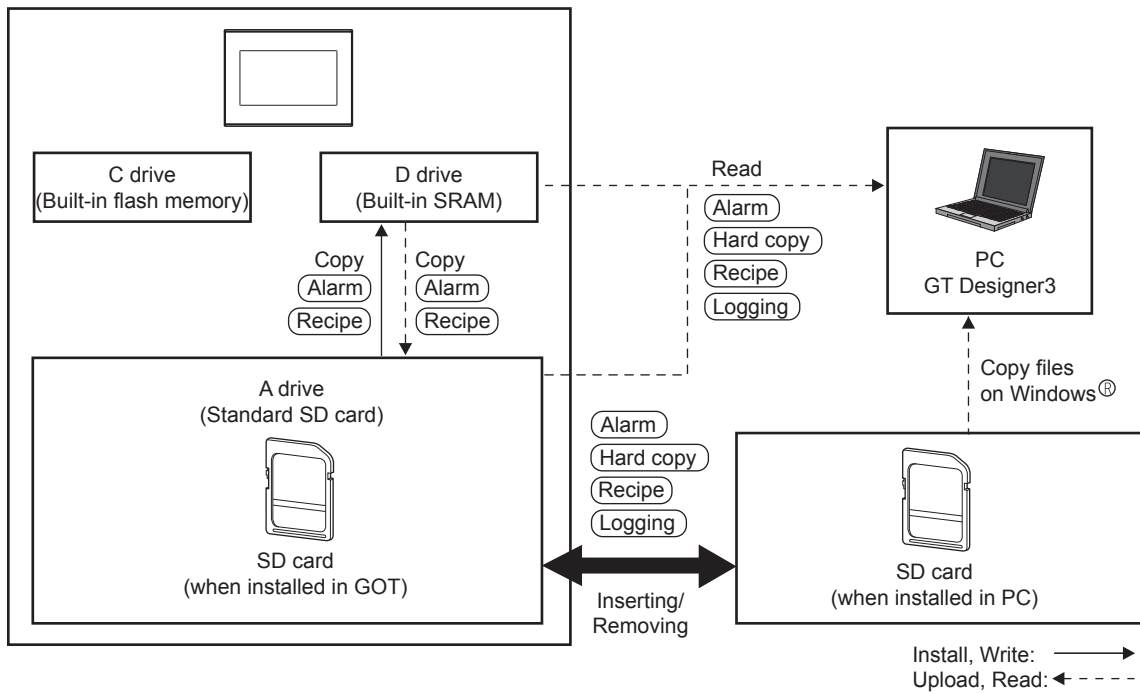 C drive
(Built-in flash memory)
D drive
(Built-in SRAM)
Copy
Alarm
Recipe
Copy
Alarm
Recipe
A drive
(Standard SD card)
SD card
(when installed in GOT)
Read
Alarm
Hard copy
Recipe
Logging
PC
GT Designer3
Copy files
on Windows®
Alarm
Hard copy
Recipe
Logging
Inserting/
Removing
SD card
(when installed in PC)
Install, Write:
Upload, Read: